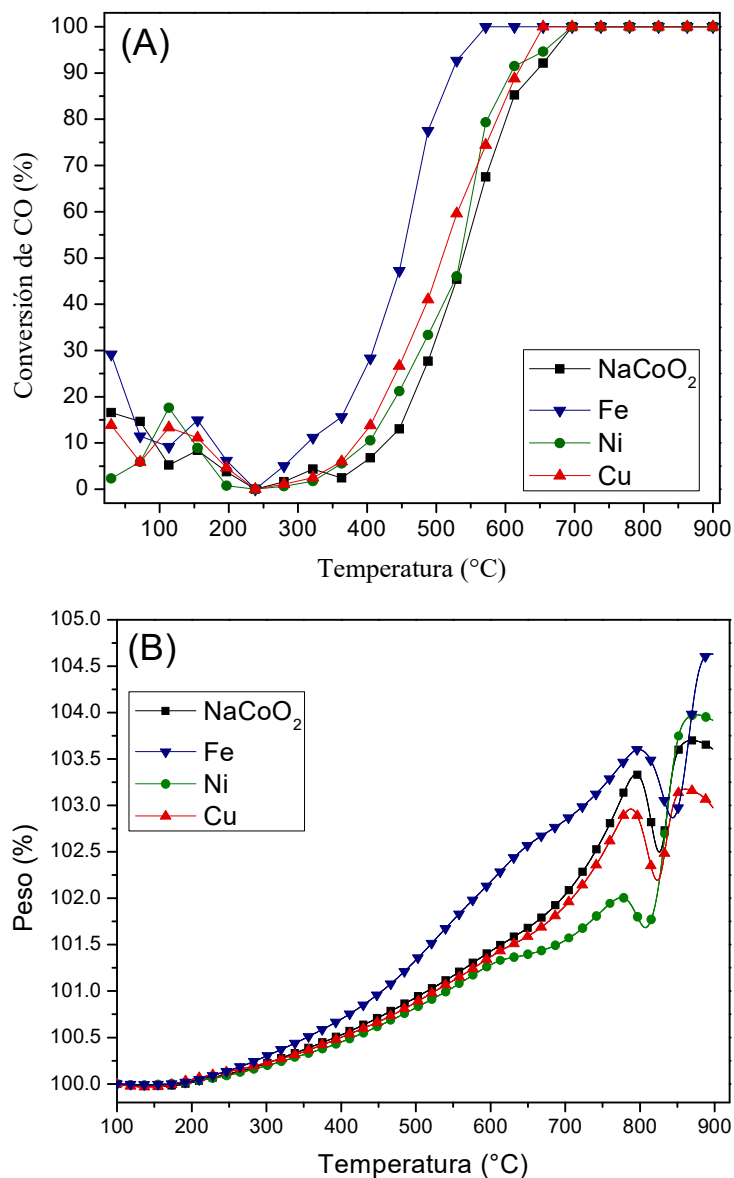 (A)
Conversión de CO (%)
100
90
80
70
60
50
40
30
20
10
0
NaCoO₂
Fe
Ni
Cu
100 200 300 400 500 600 700 800 900
Temperatura (°C)
(B)
Peso (%)
105.0
104.5
104.0
103.5
103.0
102.5
102.0
101.5
101.0
100.5
100.0
NaCoO₂
Fe
Ni
Cu
100 200 300 400 500 600 700 800 900
Temperatura (°C)